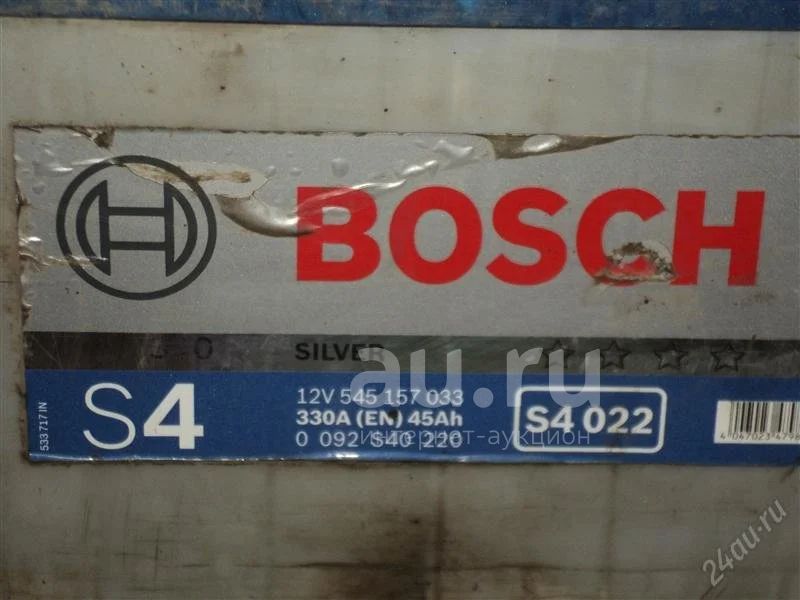 BOSCH
SILVER
S4
12V 545 157 033
330A (EN) 45Ah
0 092 S40 220
S4 022
533717IN
au.ru
интернет-аукцион
24au.ru